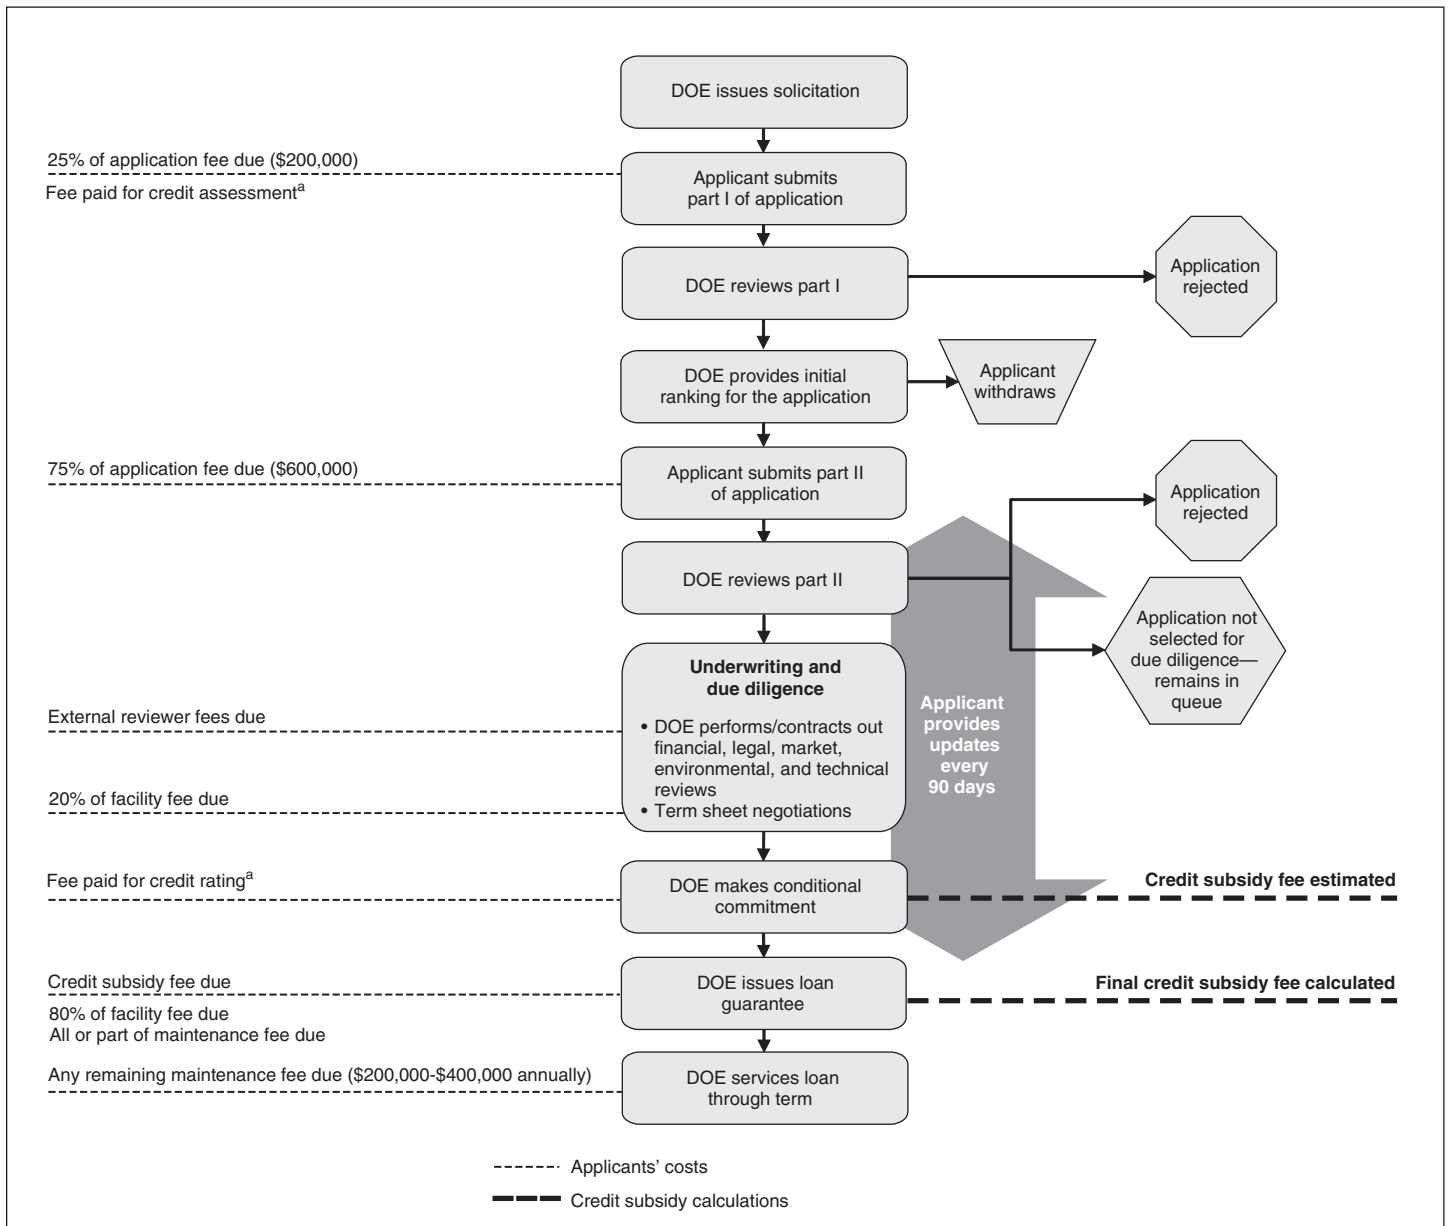 DOE issues solicitation
25% of application fee due ($200,000)
Fee paid for credit assessmentª
Applicant submits
part I of application
DOE reviews part I
Application
rejected
DOE provides initial
ranking for the application
Applicant
withdraws
75% of application fee due ($600,000)
Applicant submits part II
of application
Application
rejected
DOE reviews part II
Application not
selected for
due diligence—
remains in
queue
Underwriting and
due diligence
External reviewer fees due
• DOE performs/contracts out
financial, legal, market,
environmental, and technical
reviews
20% of facility fee due
• Term sheet negotiations
Applicant
provides
updates
every
90 days
Fee paid for credit ratingª
DOE makes conditional
commitment
Credit subsidy fee estimated
Credit subsidy fee due
80% of facility fee due
All or part of maintenance fee due
DOE issues loan
guarantee
Final credit subsidy fee calculated
Any remaining maintenance fee due ($200,000-$400,000 annually)
DOE services loan
through term
Applicants’ costs
Credit subsidy calculations